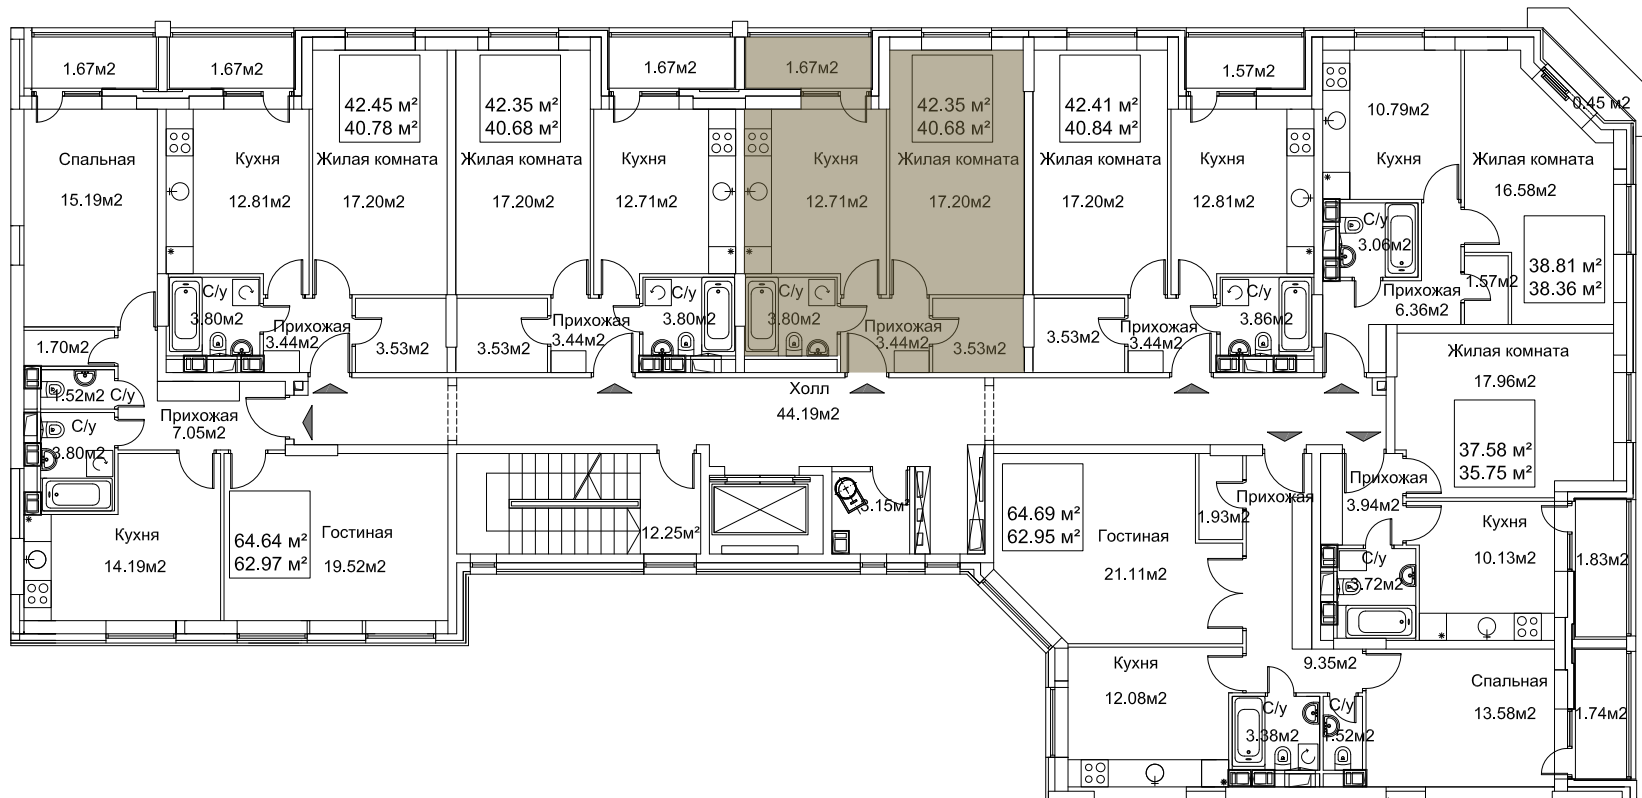 1.67м2
1.67м2
1.67м2
1.67м2
1.57м2
42.45 м²
40.78 м²
42.35 м²
40.68 м²
42.35 м²
40.68 м²
42.41 м²
40.84 м²
10.79м2
0.45 м2
Спальная
15.19м2
Кухня
12.81м2
Жилая комната
17.20м2
Жилая комната
17.20м2
Кухня
12.71м2
Кухня
12.71м2
Жилая комната
17.20м2
Жилая комната
17.20м2
Кухня
12.81м2
Кухня
Жилая комната
16.58м2
С/у
3.06м2
38.81 м²
38.36 м²
1.57м2
Прихожая
6.36м2
С/у
3.80м2
Прихожая
3.44м2
3.53м2
3.53м2
Прихожая
3.44м2
С/у
3.80м2
С/у
3.80м2
Прихожая
3.44м2
3.53м2
3.53м2
Прихожая
3.44м2
С/у
3.86м2
1.70м2
1.52м2 С/у
С/у
3.80м2
Прихожая
7.05м2
Холл
44.19м2
Жилая комната
17.96м2
37.58 м²
35.75 м²
Прихожая
3.94м2
Кухня
14.19м2
64.64 м²
62.97 м²
Гостиная
19.52м2
12.25м²
3.15м²
64.69 м²
62.95 м²
Гостиная
21.11м2
Прихожая
1.93м2
Кухня
10.13м2
1.83м2
С/у
3.72м2
Кухня
12.08м2
9.35м2
С/у
3.38м2
С/у
1.52м2
Спальная
13.58м2
1.74м2